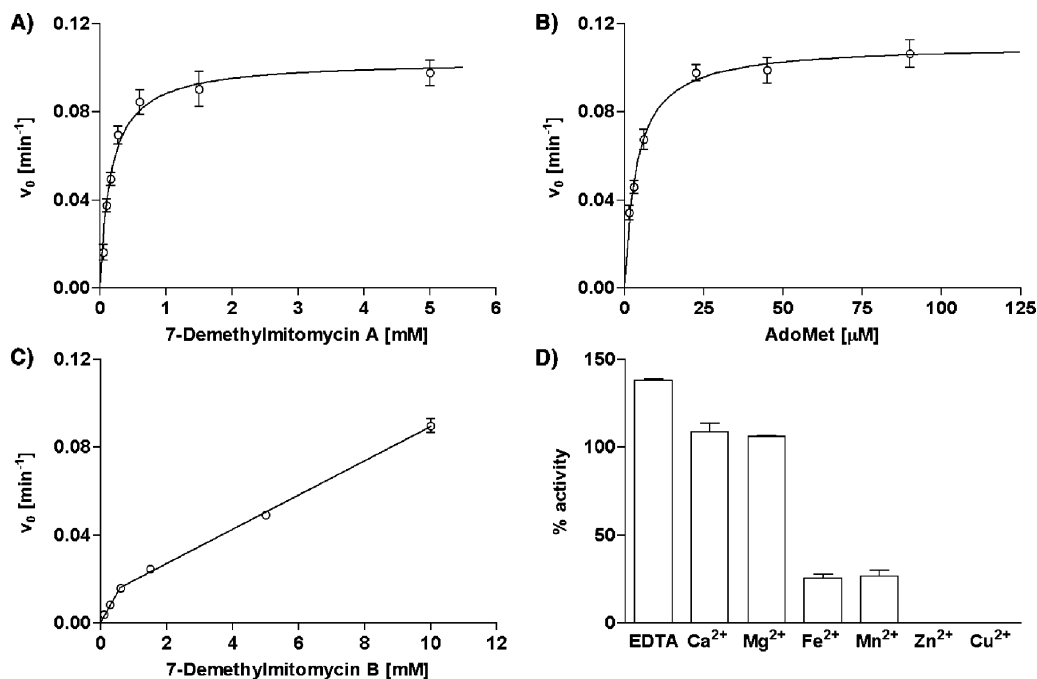 A)
0.12
0.08
0.04
0.00
v₀ [min⁻¹]
0 1 2 3 4 5 6
7-Demethylmitomycin A [mM]
B)
0.12
0.08
0.04
0.00
v₀ [min⁻¹]
0 25 50 75 100 125
AdoMet [μM]
C)
0.12
0.08
0.04
0.00
v₀ [min⁻¹]
0 2 4 6 8 10 12
7-Demethylmitomycin B [mM]
D)
150
100
50
0
% activity
EDTA Ca²⁺ Mg²⁺ Fe²⁺ Mn²⁺ Zn²⁺ Cu²⁺